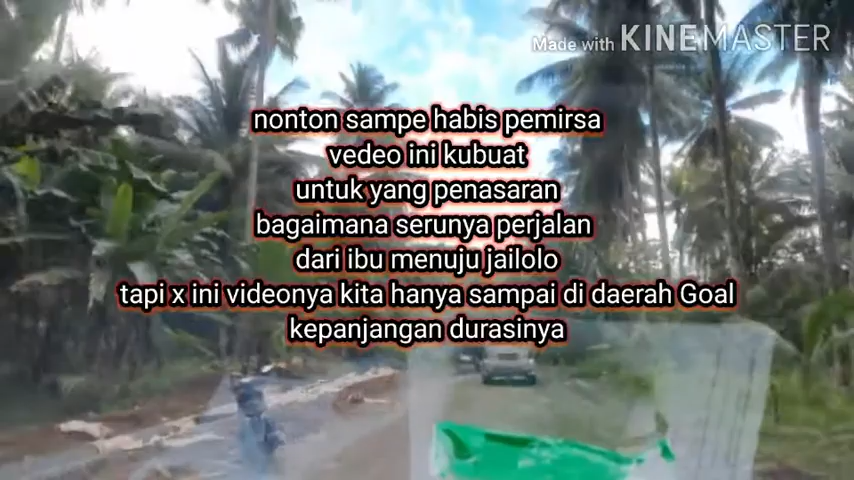 Made with KINEMASTER
nonton sampe habis pemirsa
vedeo ini kubuat
untuk yang penasaran
bagaimana serunya perjalan
dari ibu menuju jailolo
tapi x ini videonya kita hanya sampai di daerah Goal
kepanjangan durasinya